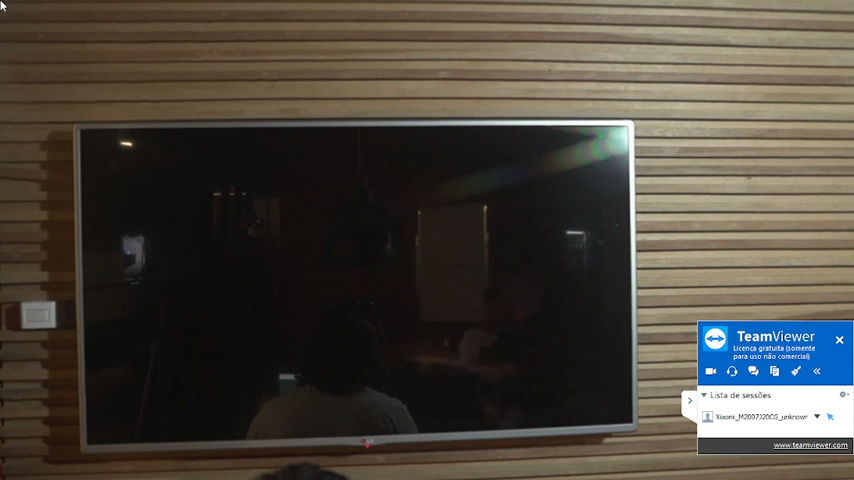 TeamViewer
Licença gratuita (somente
para uso não comercial)
Lista de sessões
Xiaomi_M2007J20CG_unknown
www.teamviewer.com